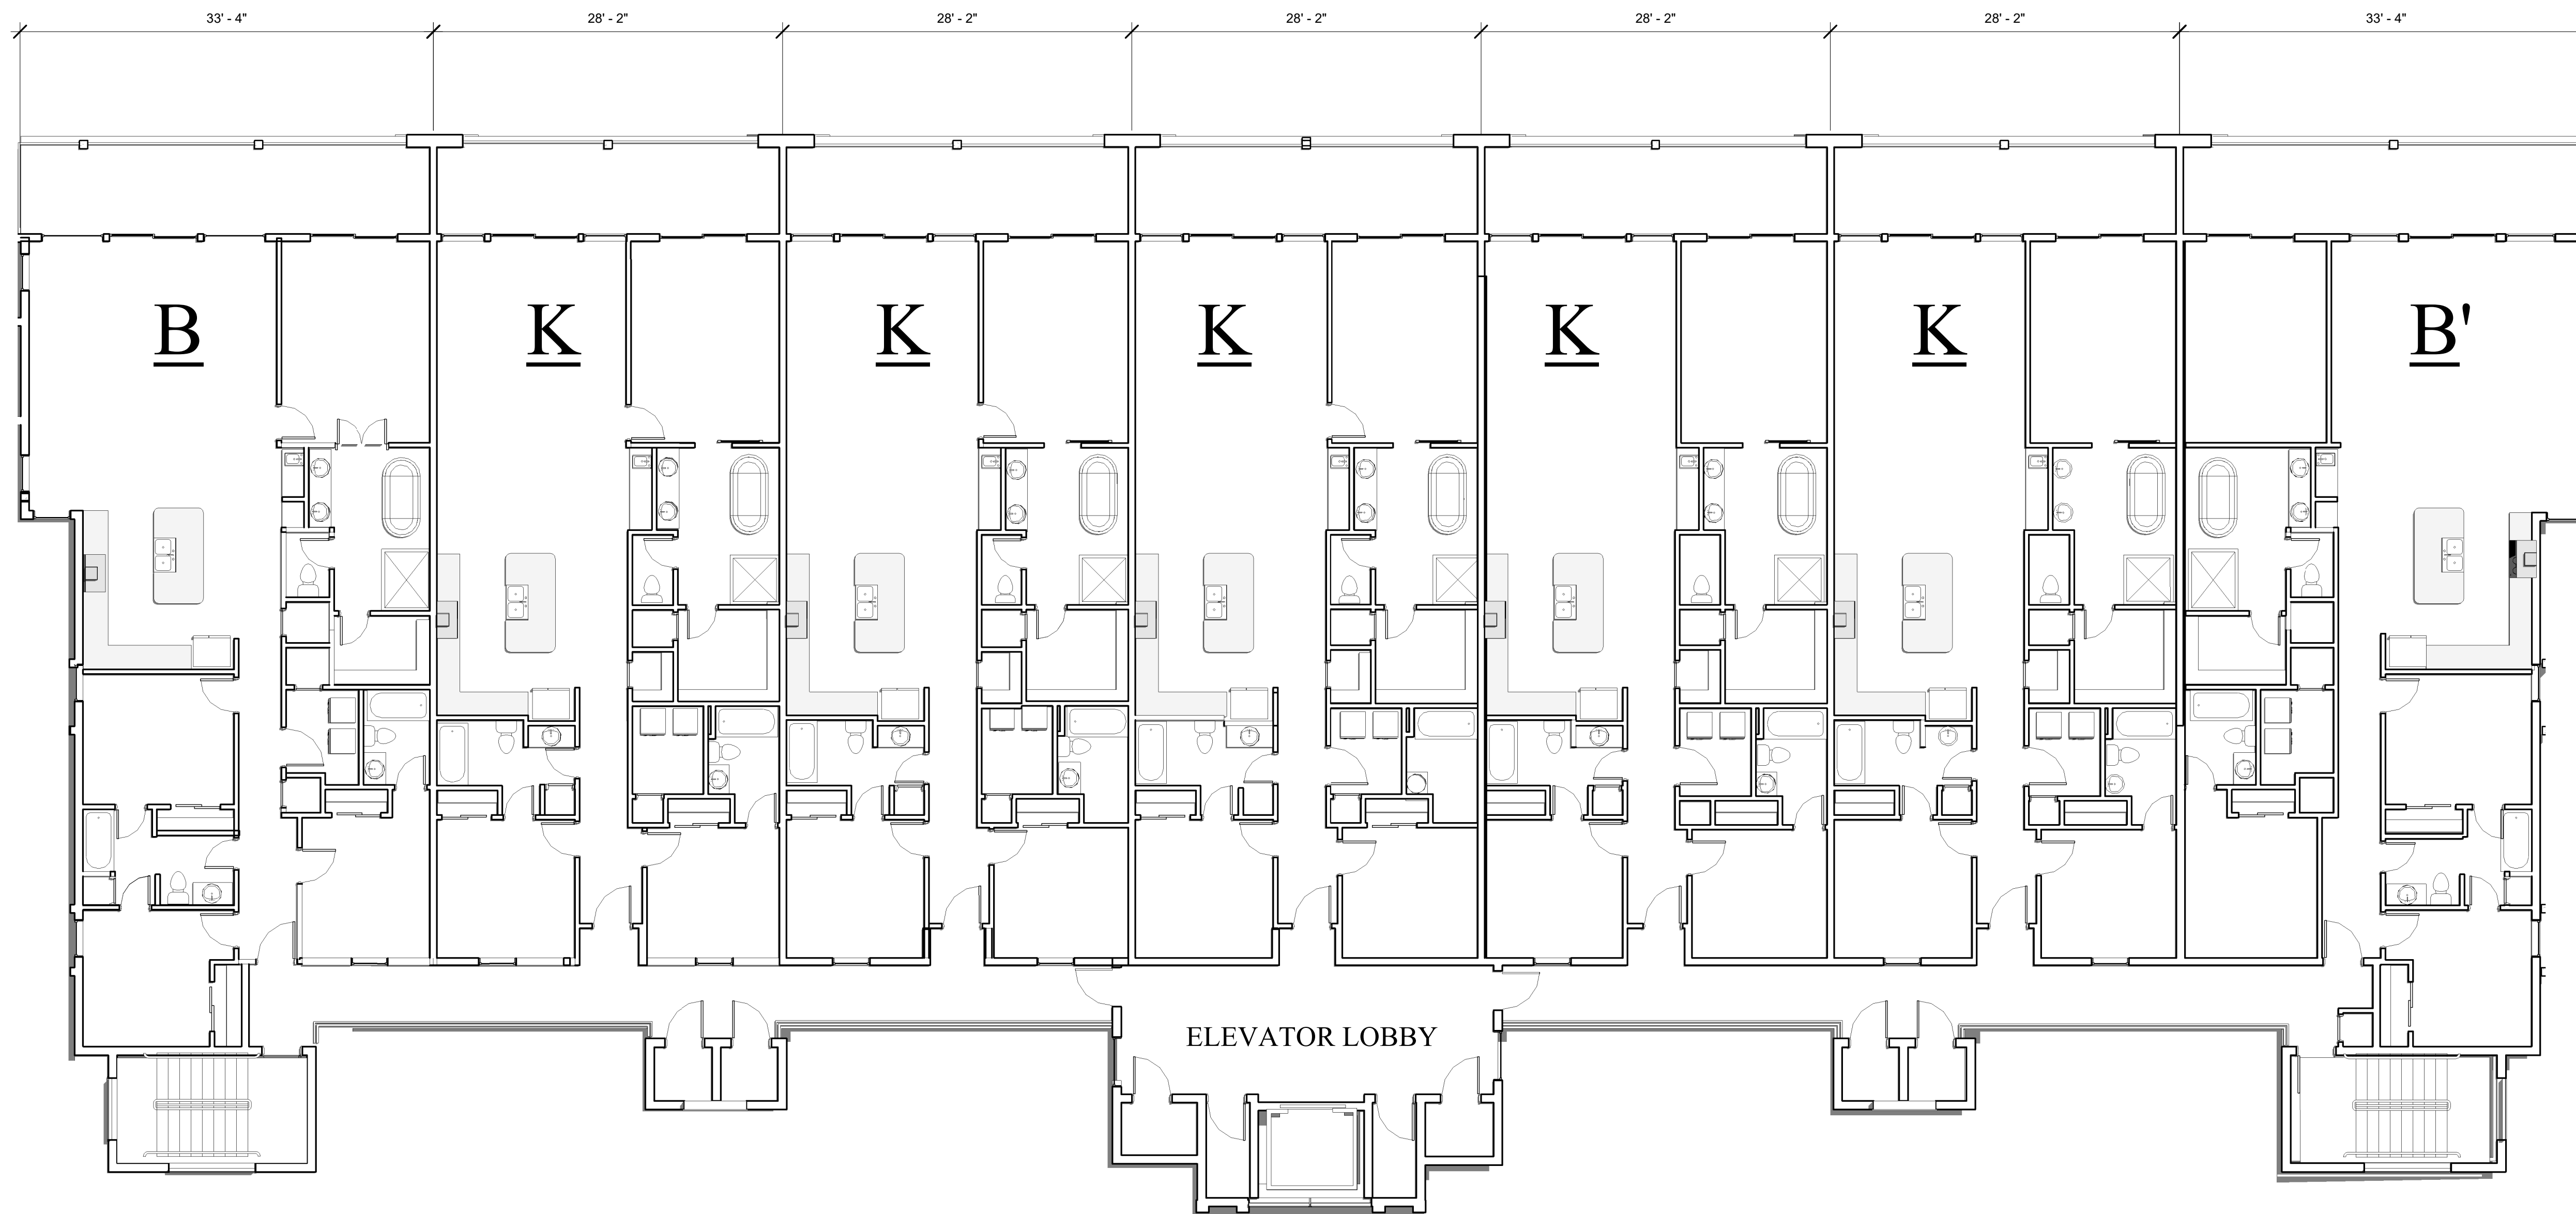 33' - 4" 28' - 2" 28' - 2" 28' - 2" 28' - 2" 28' - 2" 33' - 4"
B K K K K K B'
ELEVATOR LOBBY